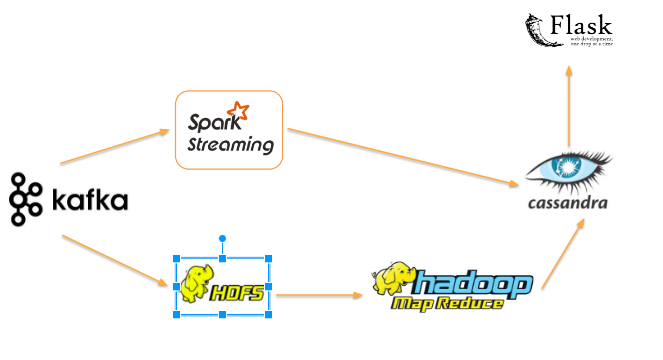 Flask
web development,
one drop at a time
Spark
Streaming
kafka
cassandra
HDFS
hadoop
Map Reduce